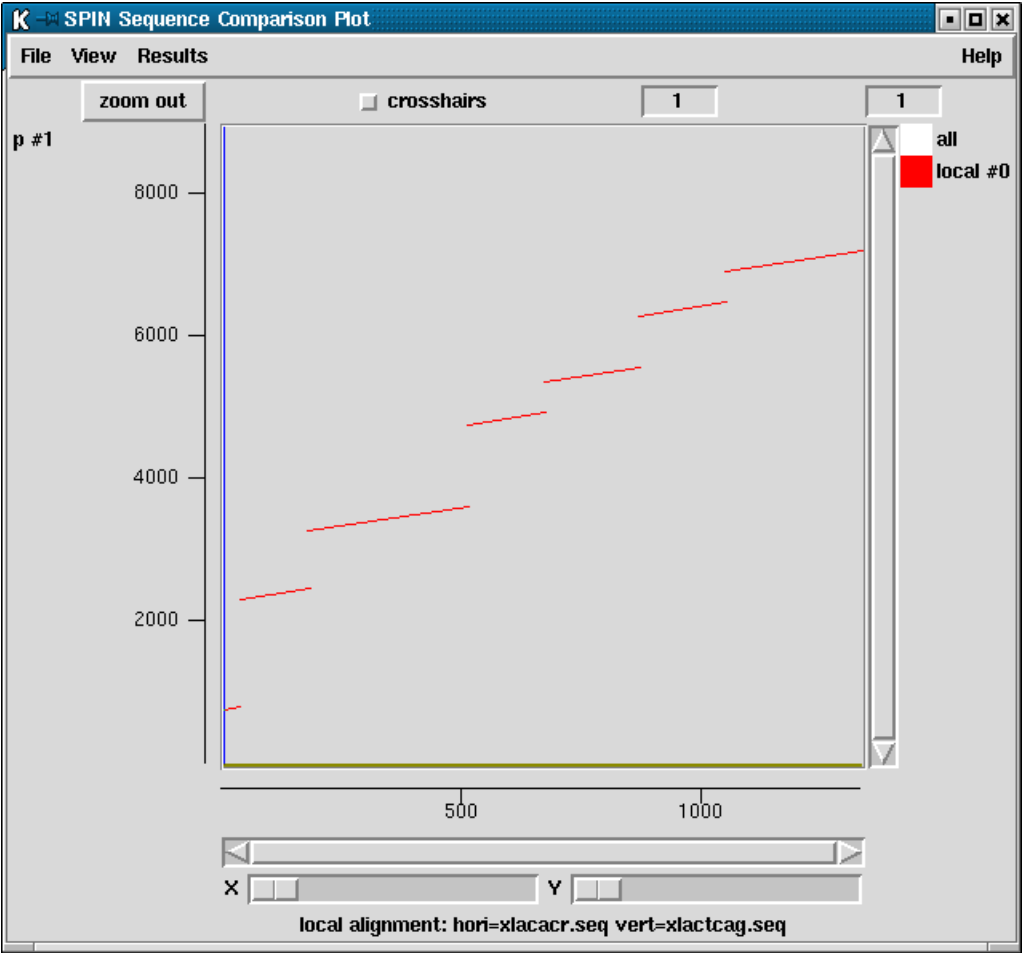 SPIN Sequence Comparison Plot
File View Results Help
zoom out crosshairs 1 1
p #1
all
local #0
8000
6000
4000
2000
500 1000
X Y
local alignment: hori=xlacacr.seq vert=xlactcag.seq